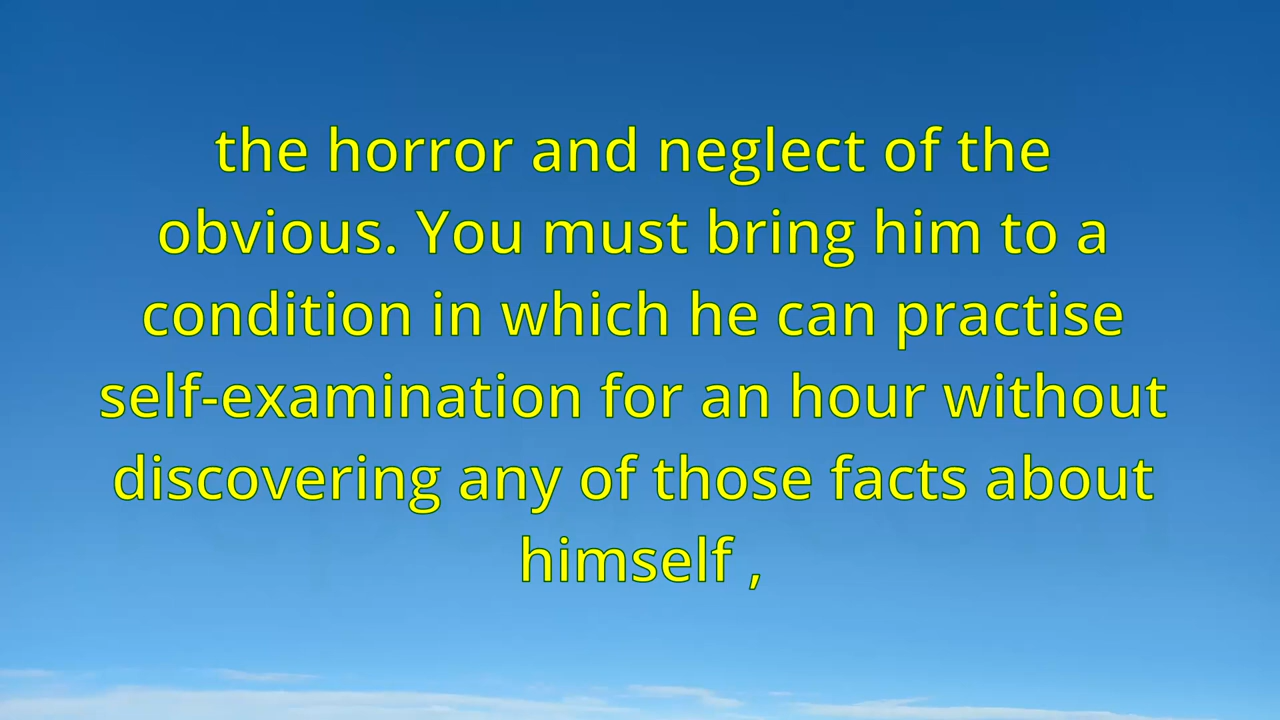 the horror and neglect of the
obvious. You must bring him to a
condition in which he can practise
self-examination for an hour without
discovering any of those facts about
himself ,